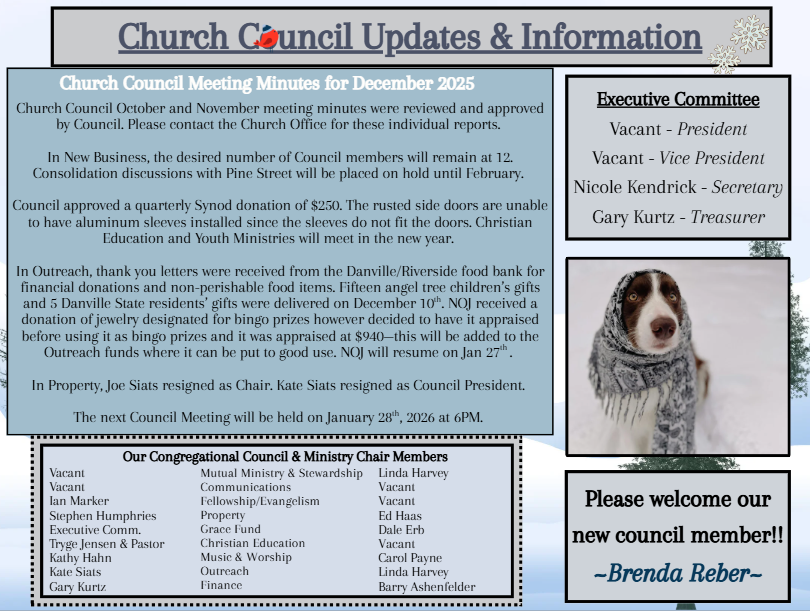 Church Council Updates & Information
Church Council Meeting Minutes for December 2025
Church Council October and November meeting minutes were reviewed and approved
by Council. Please contact the Church Office for these individual reports.
In New Business, the desired number of Council members will remain at 12.
Consolidation discussions with Pine Street will be placed on hold until February.
Council approved a quarterly Synod donation of $250. The rusted side doors are unable
to have aluminum sleeves installed since the sleeves do not fit the doors. Christian
Education and Youth Ministries will meet in the new year.
In Outreach, thank you letters were received from the Danville/Riverside food bank for
financial donations and non-perishable food items. Fifteen angel tree children's gifts
and 5 Danville State residents' gifts were delivered on December 10th. NOJ received a
donation of jewelry designated for bingo prizes however decided to have it appraised
before using it as bingo prizes and it was appraised at $940—this will be added to the
Outreach funds where it can be put to good use. NOJ will resume on Jan 27th .
In Property, Joe Siats resigned as Chair. Kate Siats resigned as Council President.
The next Council Meeting will be held on January 28th, 2026 at 6PM.
Our Congregational Council & Ministry Chair Members
Vacant Mutual Ministry & Stewardship Linda Harvey
Vacant Communications Vacant
Ian Marker Fellowship/Evangelism Vacant
Stephen Humphries Property Ed Haas
Executive Comm. Grace Fund Dale Erb
Tryge Jensen & Pastor Christian Education Vacant
Kathy Hahn Music & Worship Carol Payne
Kate Siats Outreach Linda Harvey
Gary Kurtz Finance Barry Ashenfelder
Executive Committee
Vacant - President
Vacant - Vice President
Nicole Kendrick - Secretary
Gary Kurtz - Treasurer
Please welcome our
new council member!!
~Brenda Reber~